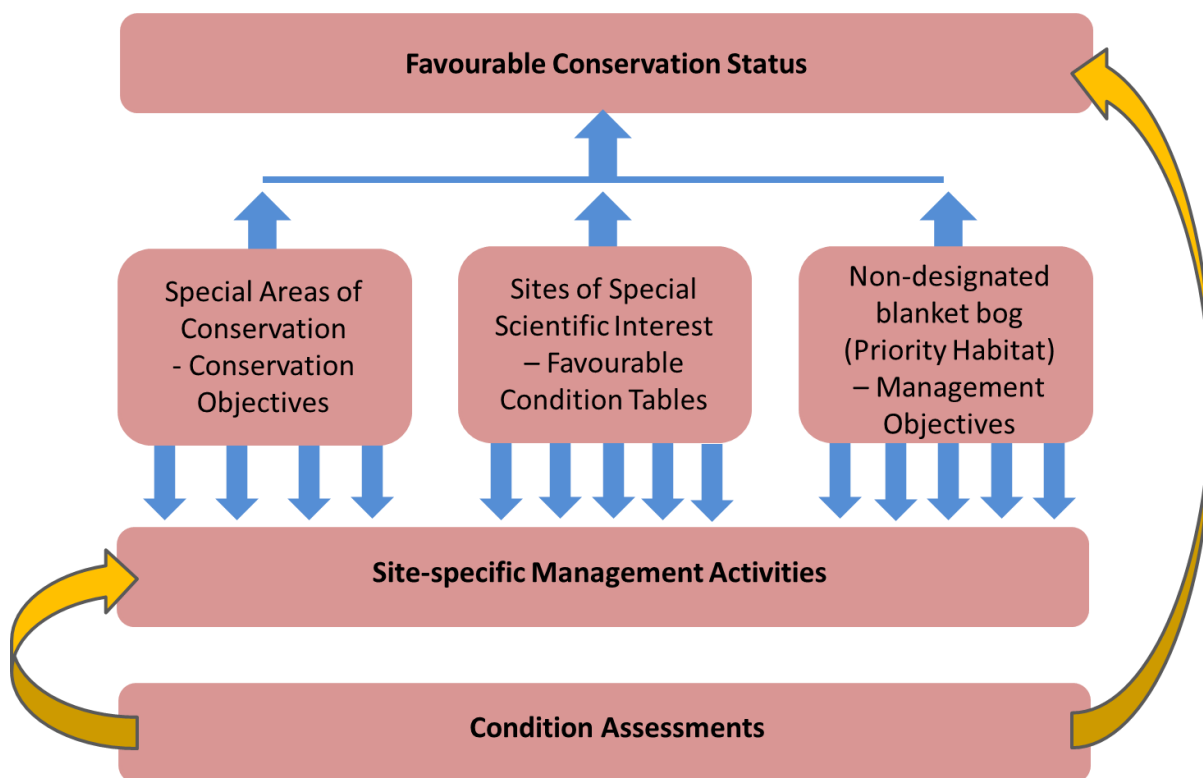 Favourable Conservation Status
Special Areas of
Conservation
- Conservation
Objectives
Sites of Special
Scientific Interest
– Favourable
Condition Tables
Non-designated
blanket bog
(Priority Habitat)
– Management
Objectives
Site-specific Management Activities
Condition Assessments